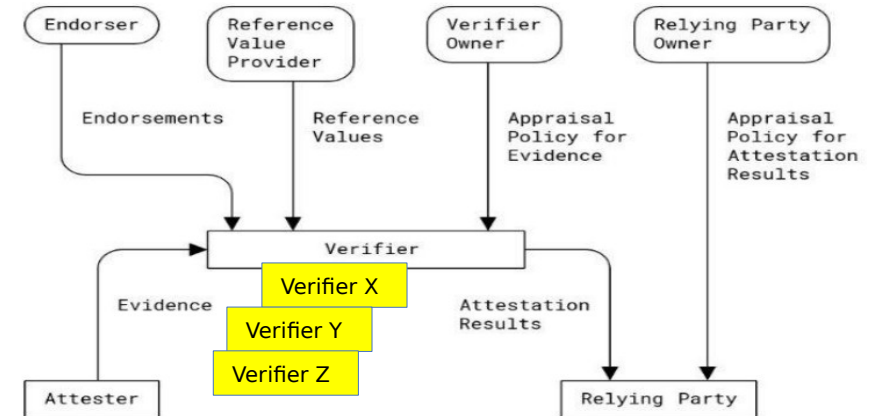 Endorser
Reference
Value
Provider
Verifier
Owner
Relying Party
Owner
Endorsements
Reference
Values
Appraisal
Policy for
Evidence
Appraisal
Policy for
Attestation
Results
Verifier
Verifier X
Evidence
Attestation
Results
Verifier Y
Verifier Z
Attester
Relying Party